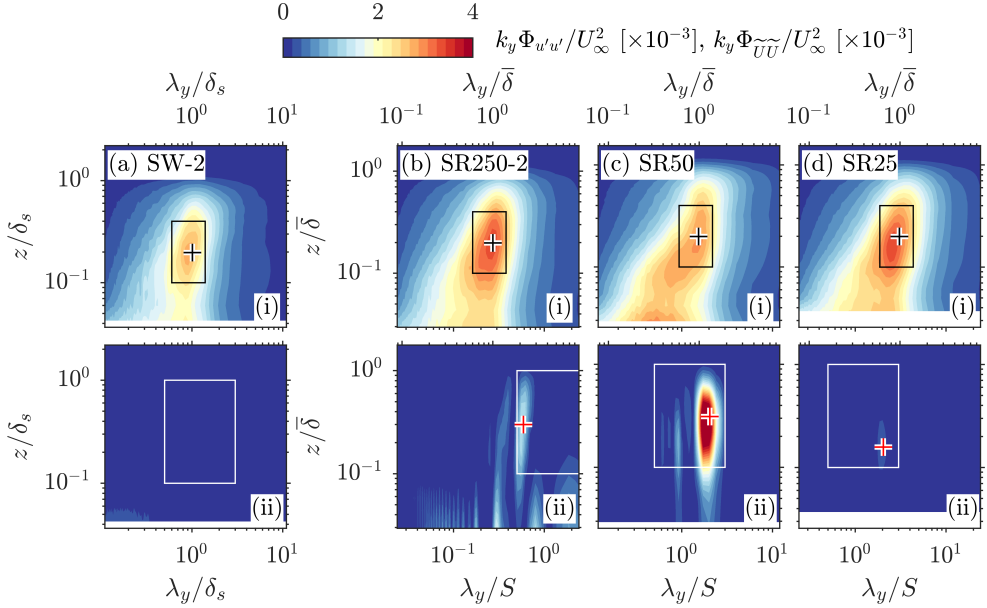 0 2 4
k_yΦ_{u′u′}/U_∞^2 [×10^{−3}], k_yΦ_{ŨŨ}/U_∞^2 [×10^{−3}]
λ_y/δ_s λ_y/δ̅ λ_y/δ̅ λ_y/δ̅
10^0 10^1 10^{−1} 10^0 10^{−1} 10^0 10^{−1} 10^0
(a) SW-2 (b) SR250-2 (c) SR50 (d) SR25
10^0 10^0
z/δ_s z/δ̅
10^{−1} 10^{−1}
(i) (i) (i) (i)
10^0 10^0
z/δ_s z/δ̅
10^{−1} 10^{−1}
(ii) (ii) (ii) (ii)
10^0 10^1 10^{−1} 10^0 10^0 10^1 10^0 10^1
λ_y/δ_s λ_y/S λ_y/S λ_y/S